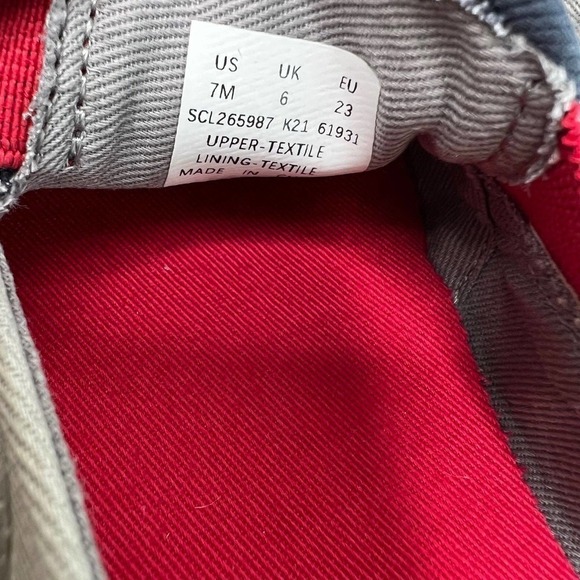 US UK EU
7M 6 23
SCL265987 K21 61931
UPPER-TEXTILE
LINING-TEXTILE
MADE IN